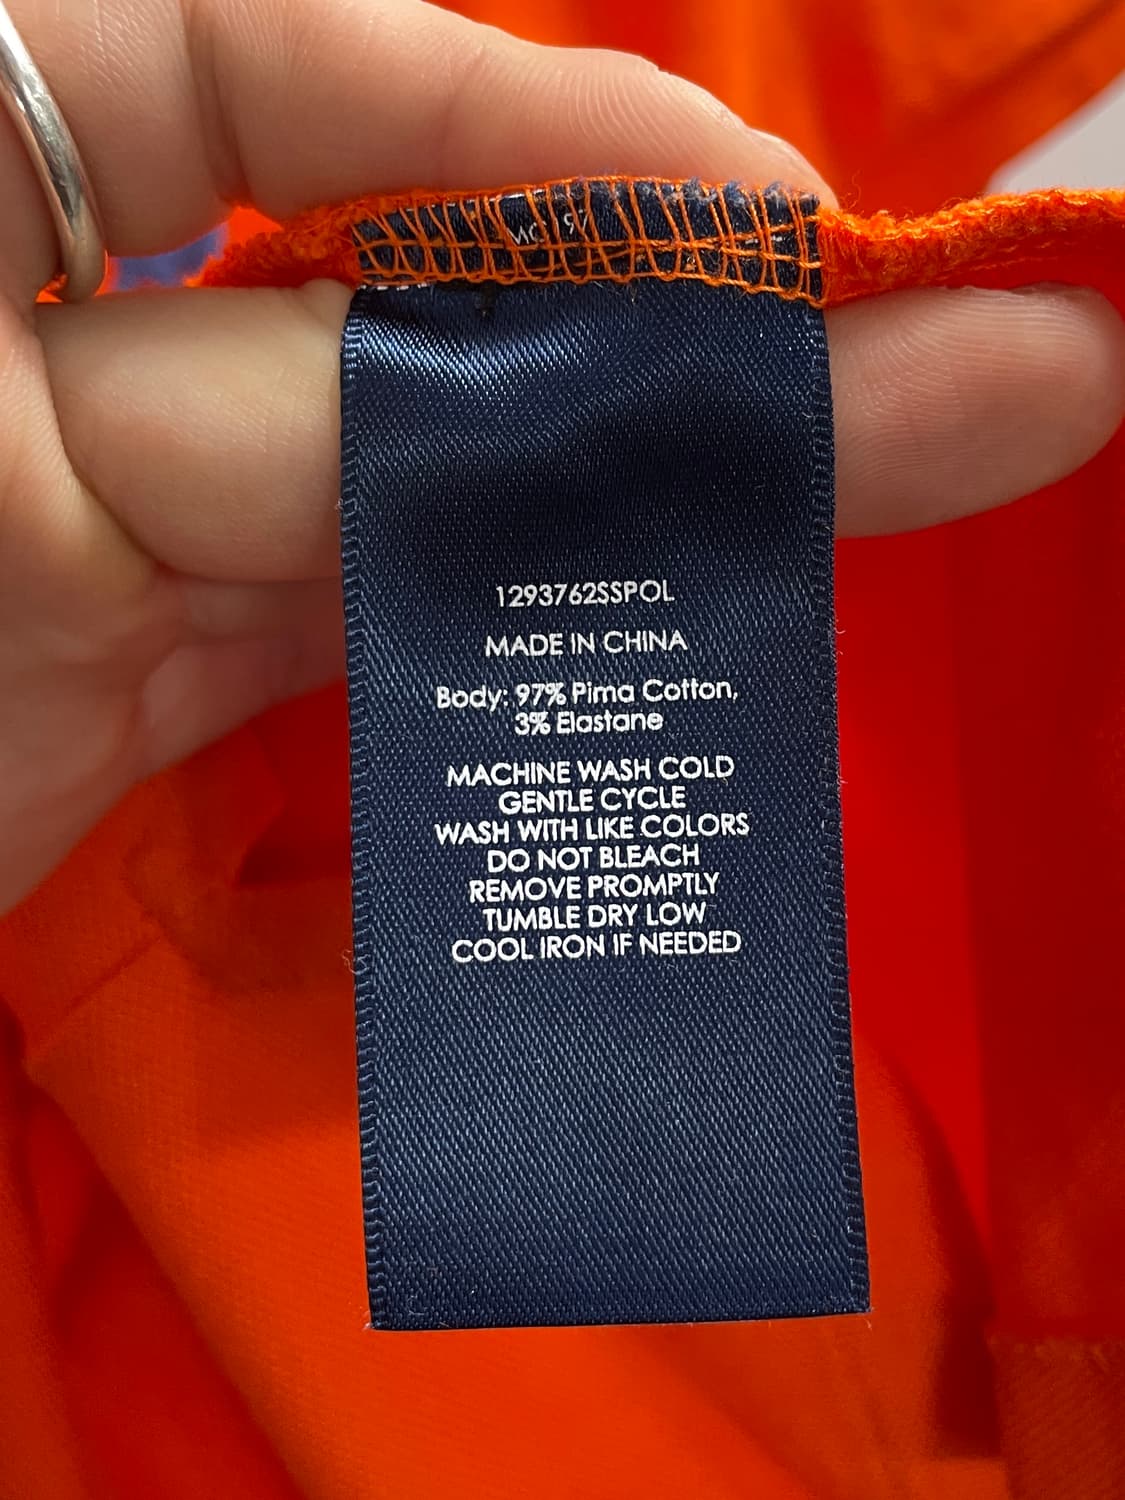 1293762SSPOL
MADE IN CHINA
Body: 97% Pima Cotton,
3% Elastane
MACHINE WASH COLD
GENTLE CYCLE
WASH WITH LIKE COLORS
DO NOT BLEACH
REMOVE PROMPTLY
TUMBLE DRY LOW
COOL IRON IF NEEDED